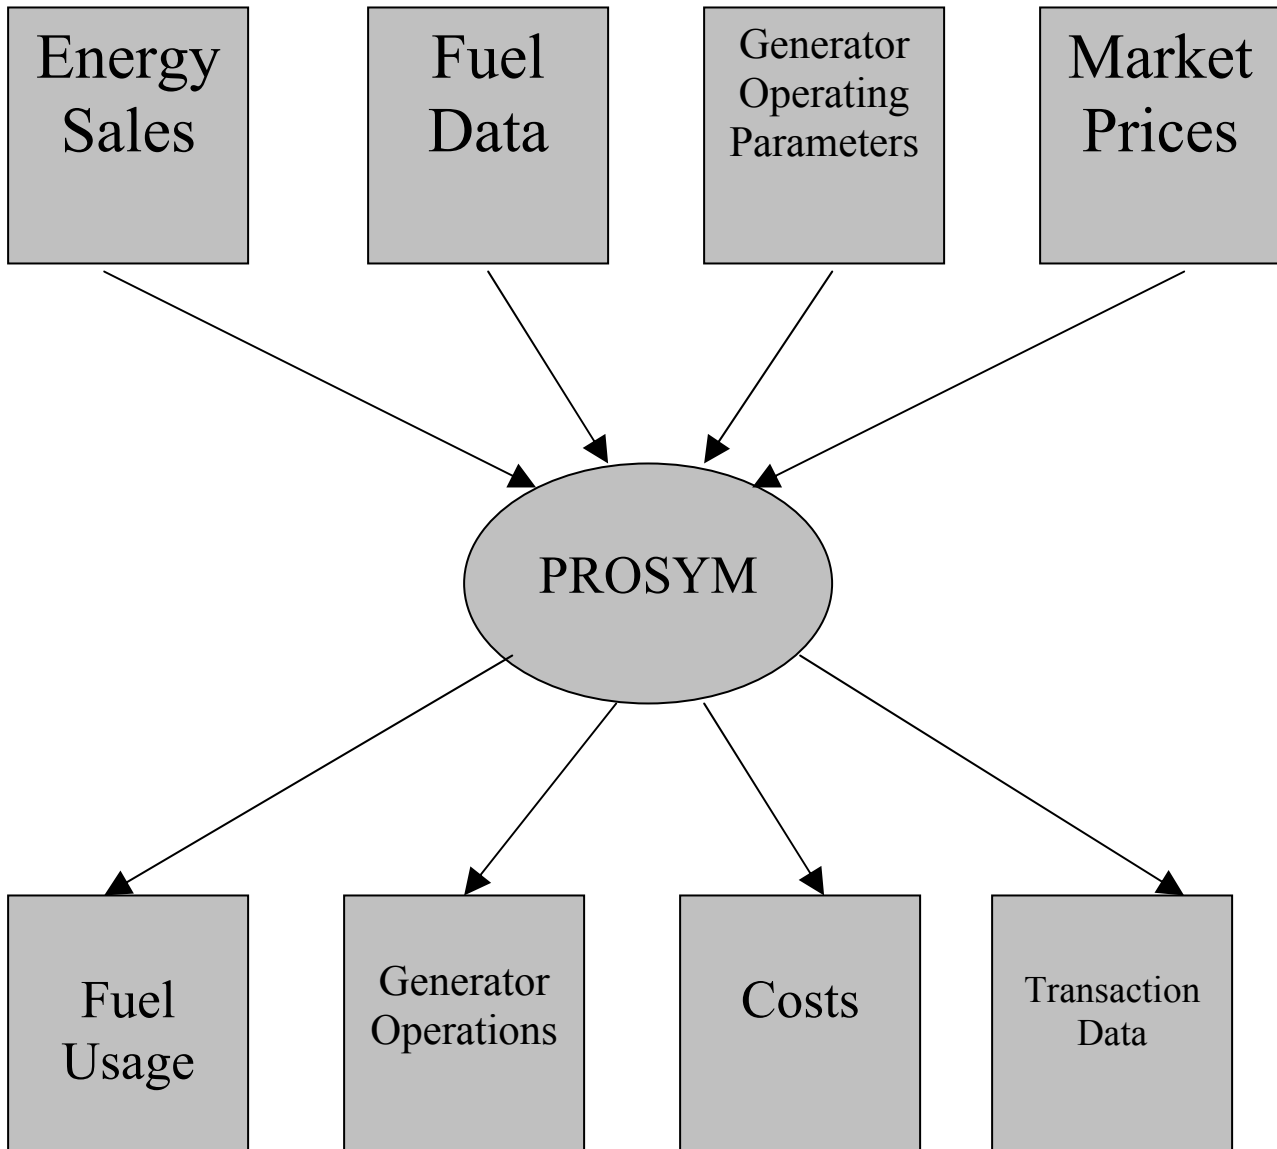 Energy
Sales
Fuel
Data
Generator
Operating
Parameters
Market
Prices
PROSYM
Fuel
Usage
Generator
Operations
Costs
Transaction
Data